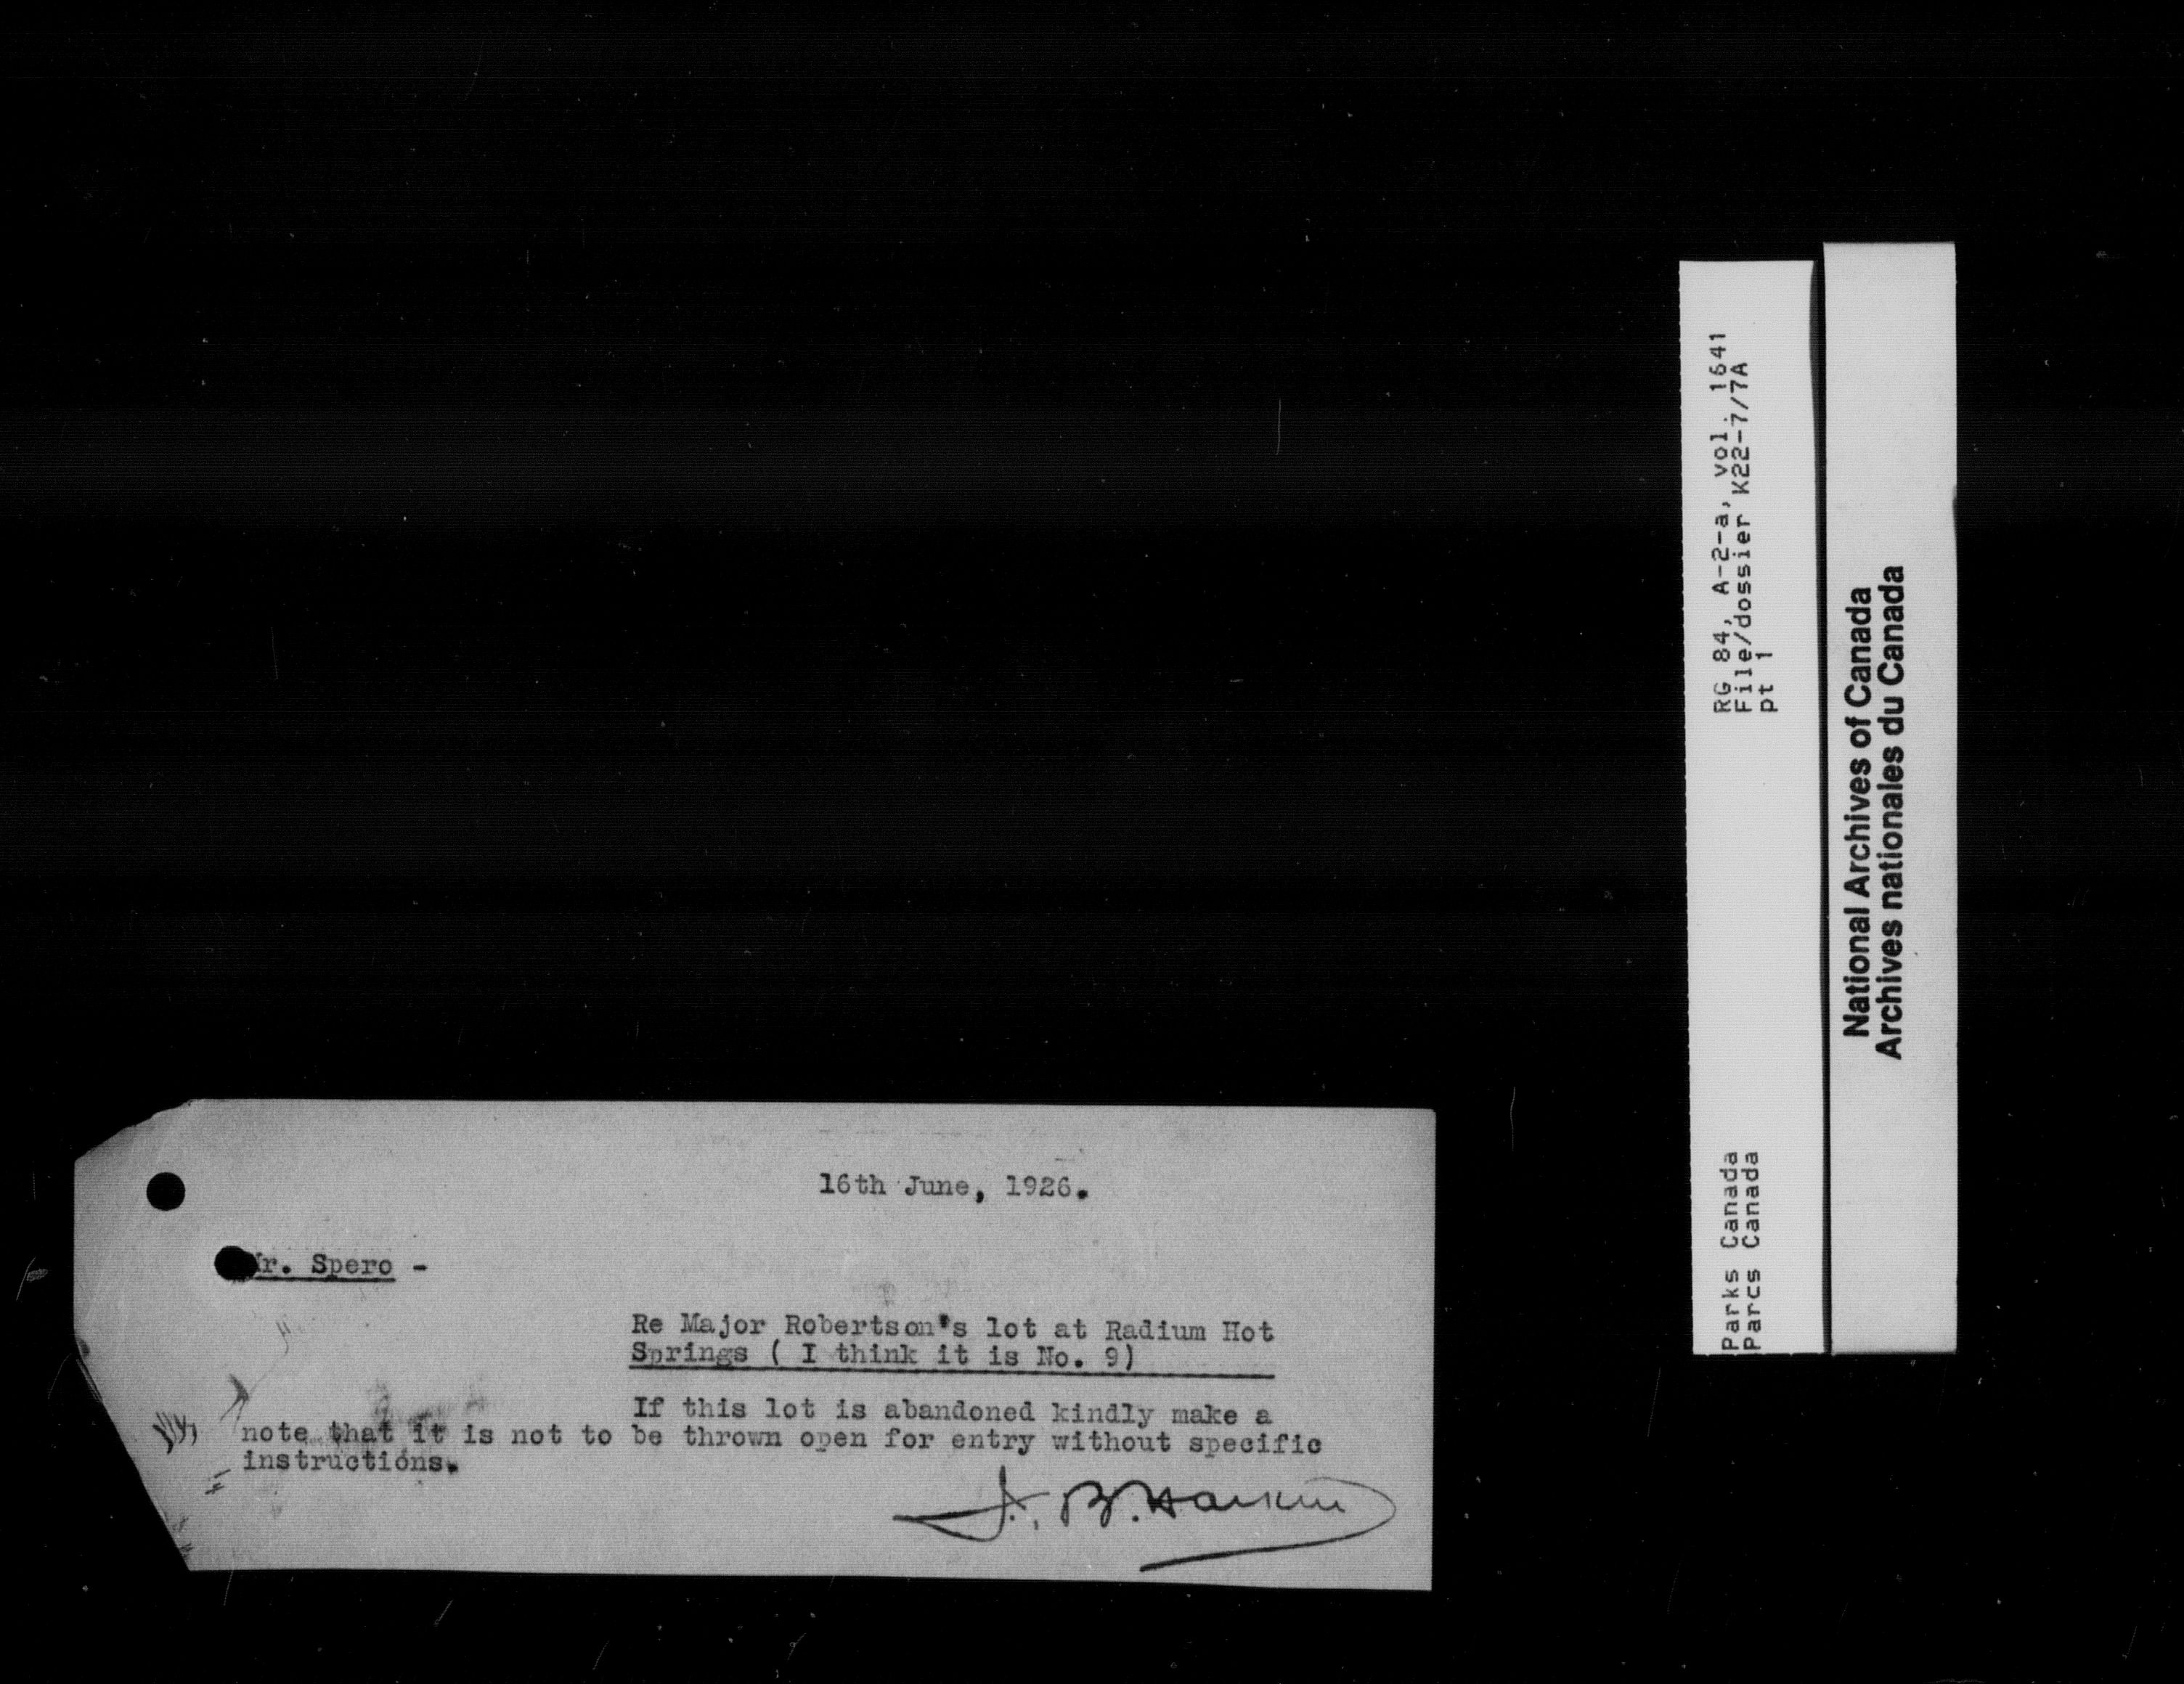 16th June, 1926.
Mr. Spero -
Re Major Robertson's lot at Radium Hot
Springs ( I think it is No. 9)
If this lot is abandoned kindly make a
note that it is not to be thrown open for entry without specific
instructions.
J. B. Harkin
RG 84, A-2-a, vol. 1641
File/dossier K22-7/7A
pt 1
Parks Canada
Parcs Canada
National Archives of Canada
Archives nationales du Canada